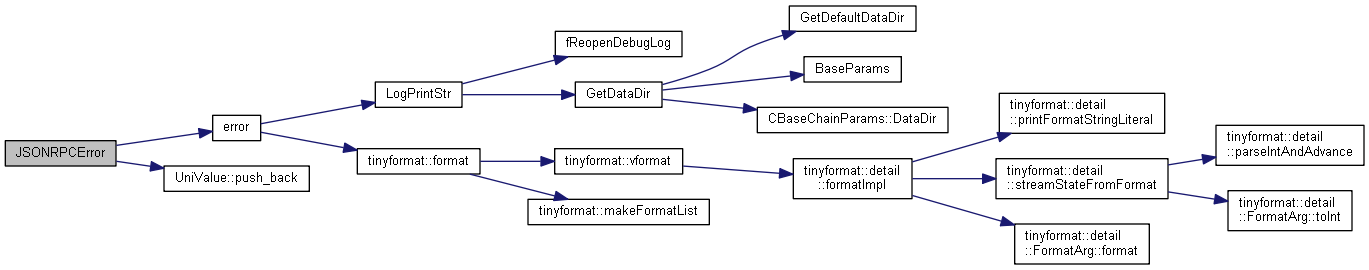 JSONRPCError
error
UniValue::push_back
LogPrintStr
tinyformat::format
fReopenDebugLog
GetDataDir
tinyformat::vformat
tinyformat::makeFormatList
GetDefaultDataDir
BaseParams
CBaseChainParams::DataDir
tinyformat::detail
::formatImpl
tinyformat::detail
::printFormatStringLiteral
tinyformat::detail
::streamStateFromFormat
tinyformat::detail
::FormatArg::format
tinyformat::detail
::parseIntAndAdvance
tinyformat::detail
::FormatArg::toInt